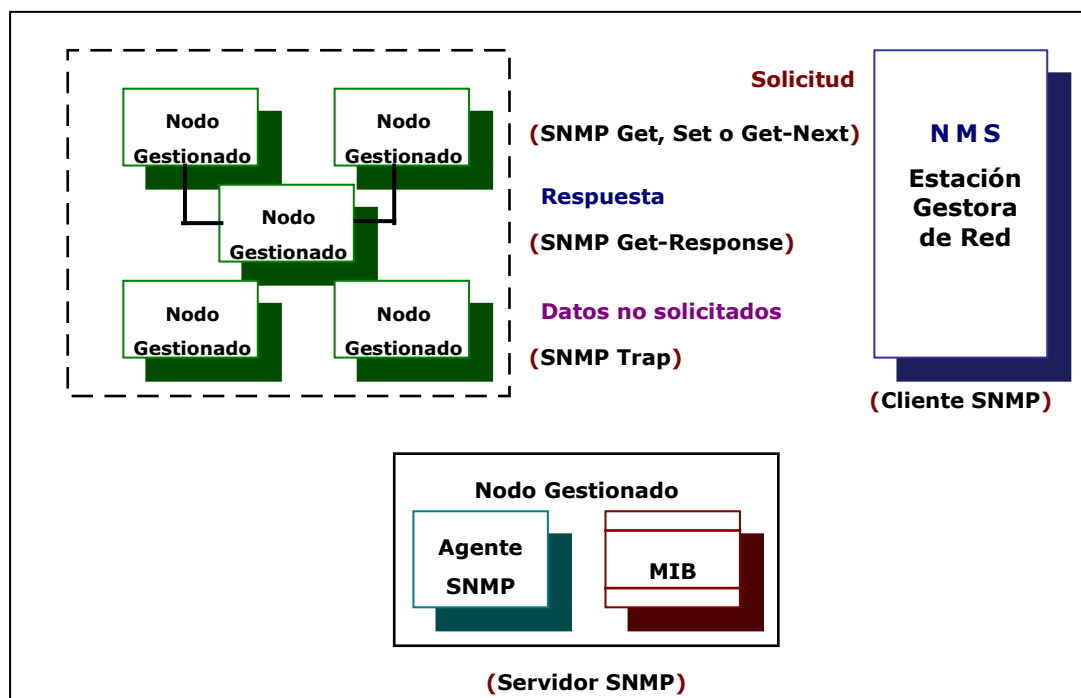 Nodo
Gestionado
Nodo
Gestionado
Nodo
Gestionado
Nodo
Gestionado
Nodo
Gestionado
Solicitud
(SNMP Get, Set o Get-Next)
Respuesta
(SNMP Get-Response)
Datos no solicitados
(SNMP Trap)
N M S
Estación
Gestora
de Red
(Cliente SNMP)
Nodo Gestionado
Agente
SNMP
MIB
(Servidor SNMP)